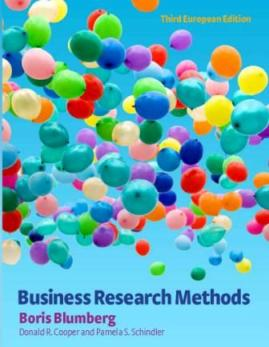 Third European Edition
Business Research Methods
Boris Blumberg
Donald R. Cooper and Pamela S. Schindler